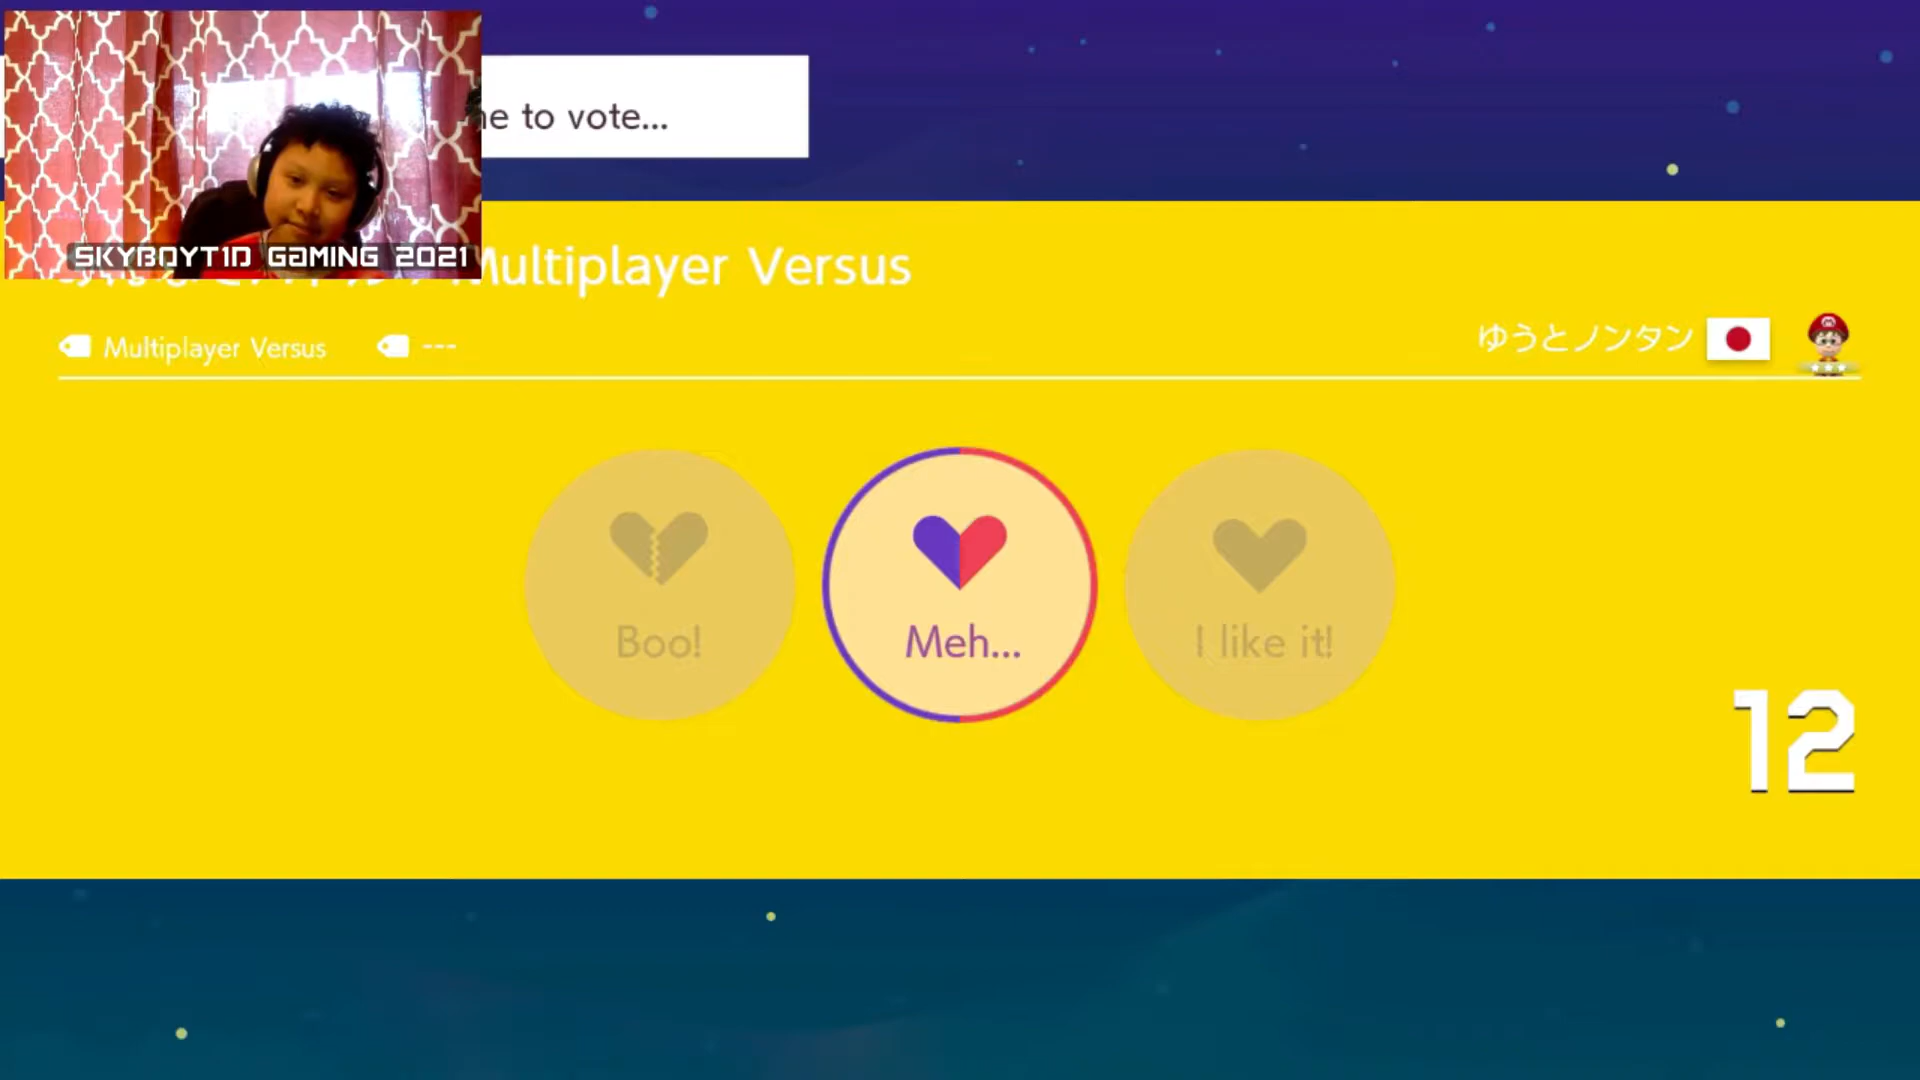 to vote...
SKYBOYT1D GAMING 2021
Multiplayer Versus
Multiplayer Versus
---
ゆうとノンタン
Boo!
Meh...
I like it!
12